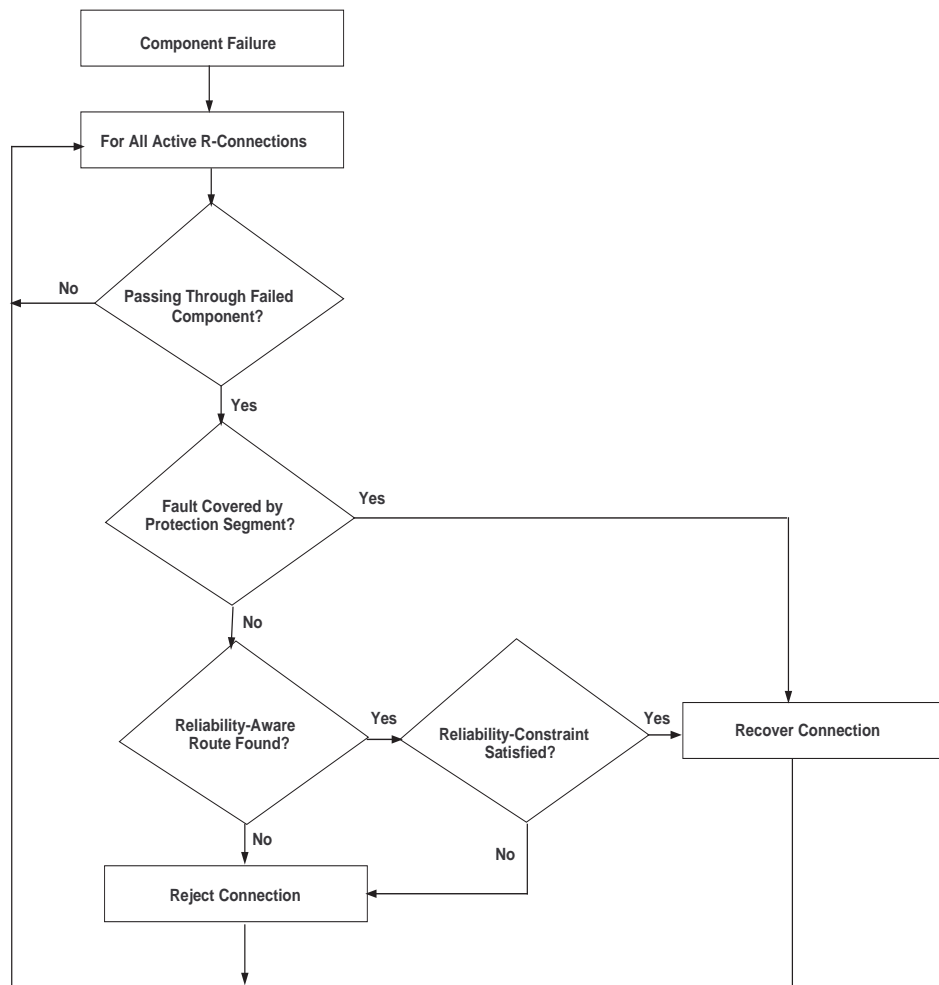 Component Failure
For All Active R-Connections
No
Passing Through Failed
Component?
Yes
Fault Covered by
Protection Segment?
Yes
No
Reliability-Aware
Route Found?
Yes
Reliability-Constraint
Satisfied?
Yes
Recover Connection
No
No
Reject Connection